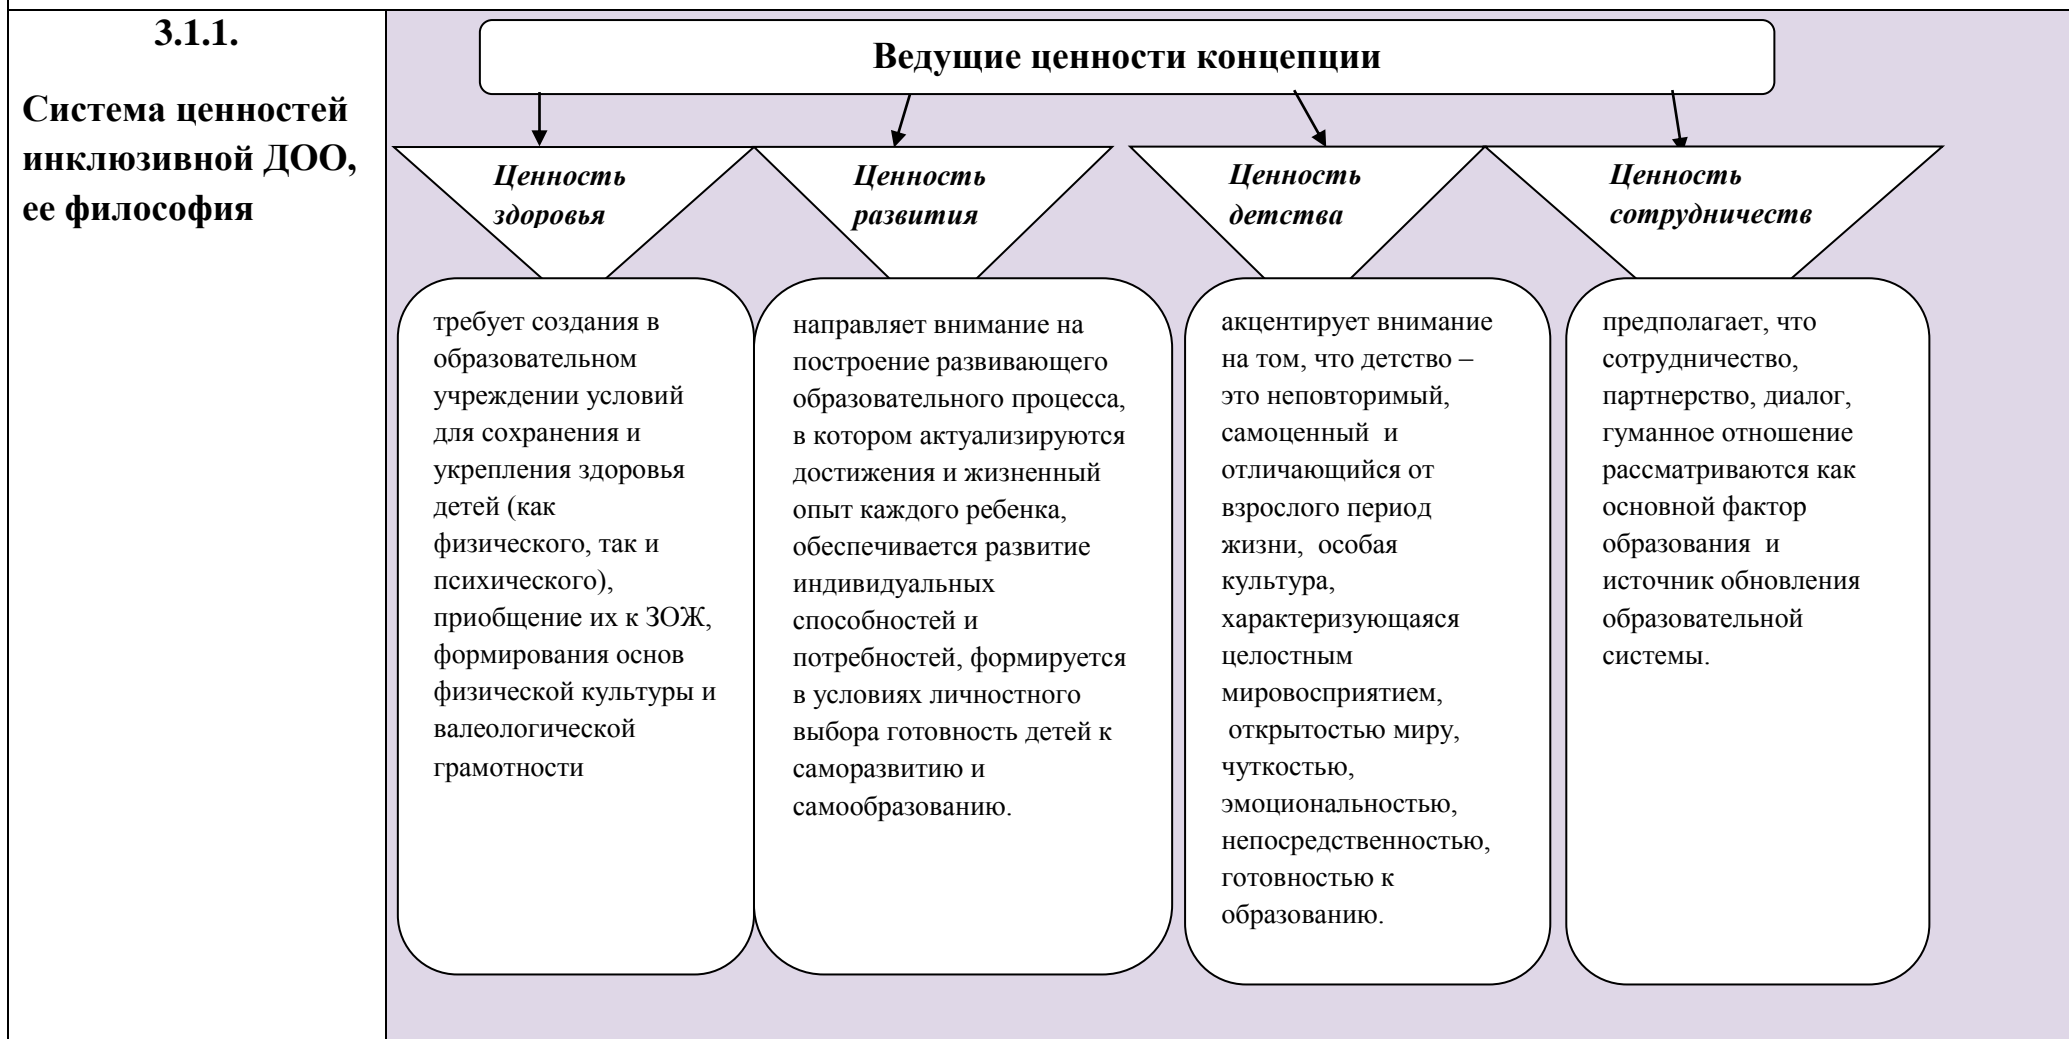 3.1.1.
Система ценностей
инклюзивной ДОО,
ее философия
Ведущие ценности концепции
Ценность
здоровья
Ценность
развития
Ценность
детства
Ценность
сотрудничеств
требует создания в
образовательном
учреждении условий
для сохранения и
укрепления здоровья
детей (как
физического, так и
психического),
приобщение их к ЗОЖ,
формирования основ
физической культуры и
валеологической
грамотности
направляет внимание на
построение развивающего
образовательного процесса,
в котором актуализируются
достижения и жизненный
опыт каждого ребенка,
обеспечивается развитие
индивидуальных
способностей и
потребностей, формируется
в условиях личностного
выбора готовность детей к
саморазвитию и
самообразованию.
акцентирует внимание
на том, что детство –
это неповторимый,
самоценный и
отличающийся от
взрослого период
жизни, особая
культура,
характеризующаяся
целостным
мировосприятием,
открытостью миру,
чуткостью,
эмоциональностью,
непосредственностью,
готовностью к
образованию.
предполагает, что
сотрудничество,
партнерство, диалог,
гуманное отношение
рассматриваются как
основной фактор
образования и
источник обновления
образовательной
системы.